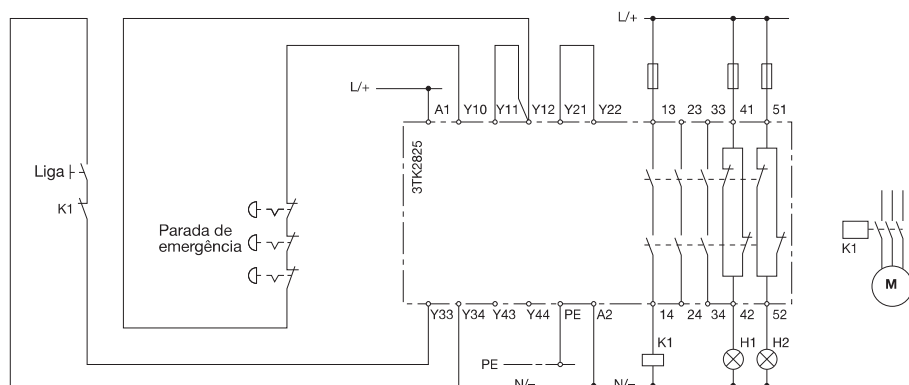 L/+
L/+
A1 Y10 Y11 Y12 Y21 Y22 13 23 33 41 51
3TK2825
Liga
K1
Parada de
emergência
K1
M
Y33 Y34 Y43 Y44 PE A2 14 24 34 42 52
K1 H1 H2
PE
N/− N/−